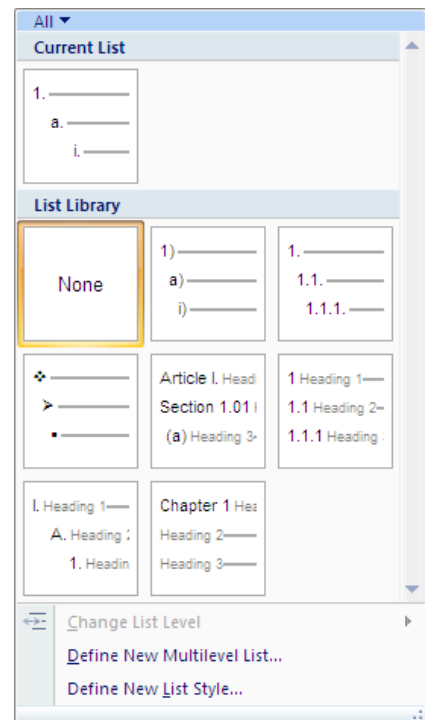 All
Current List
1.
a.
i.
List Library
None
1)
a)
i)
1.
1.1.
1.1.1.
Article I. Head
Section 1.01
(a) Heading 3
1 Heading 1
1.1 Heading 2
1.1.1 Heading
I. Heading 1
A. Heading
1. Headin
Chapter 1 Hea
Heading 2
Heading 3
Change List Level
Define New Multilevel List...
Define New List Style...